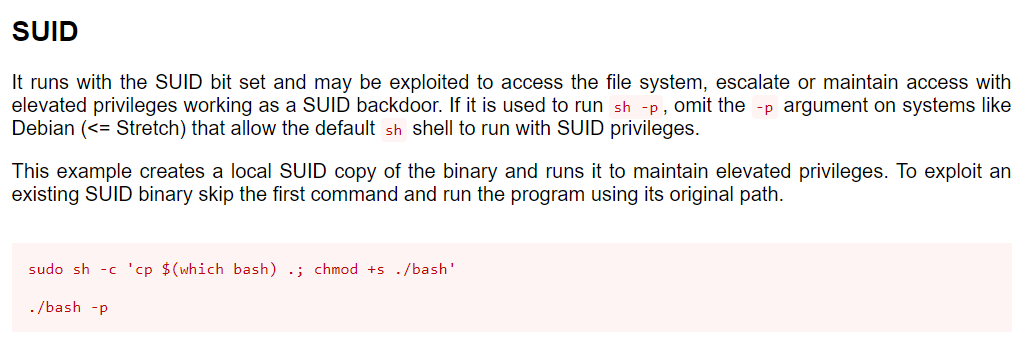 SUID
It runs with the SUID bit set and may be exploited to access the file system, escalate or maintain access with
elevated privileges working as a SUID backdoor. If it is used to run sh -p, omit the -p argument on systems like
Debian (<= Stretch) that allow the default sh shell to run with SUID privileges.
This example creates a local SUID copy of the binary and runs it to maintain elevated privileges. To exploit an
existing SUID binary skip the first command and run the program using its original path.
sudo sh -c 'cp $(which bash) .; chmod +s ./bash'
./bash -p